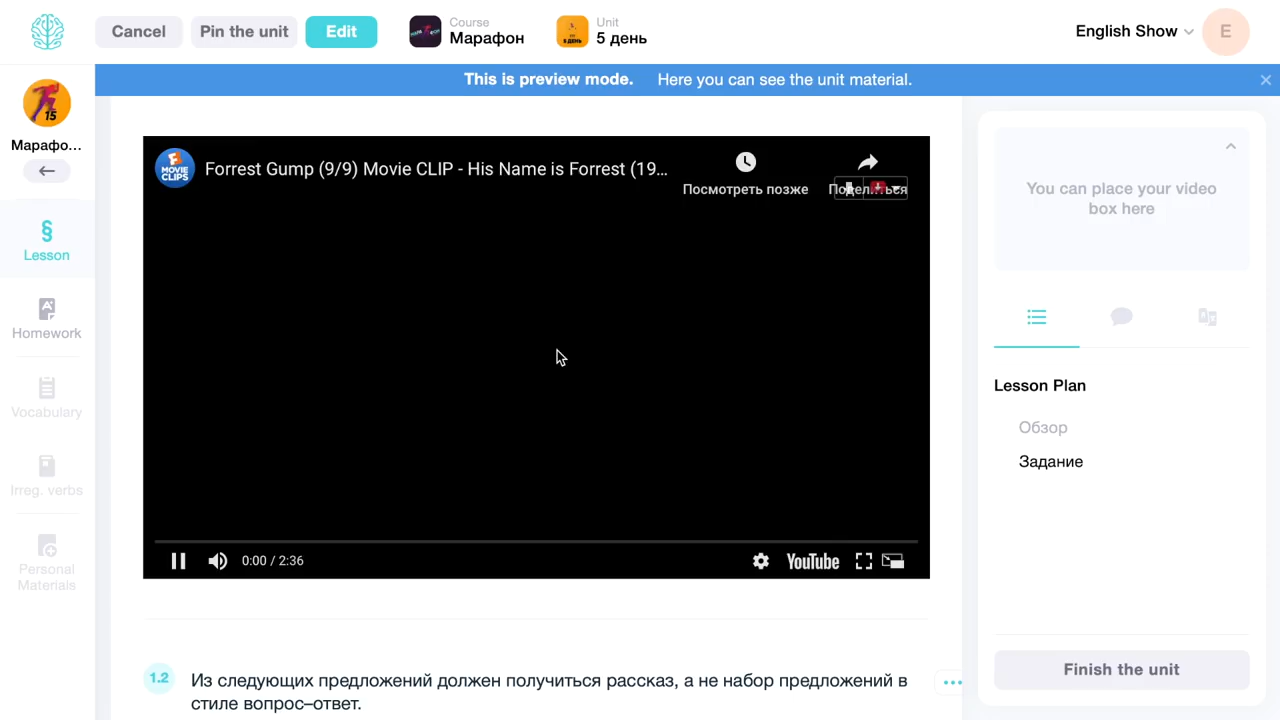 Cancel
Pin the unit
Edit
Course
Марафон
Unit
5 день
English Show
E
This is preview mode. Here you can see the unit material.
15
Марафо...
Lesson
Homework
Vocabulary
Irreg. verbs
Personal
Materials
MOVIE
CLIPS
Forrest Gump (9/9) Movie CLIP - His Name is Forrest (19...
Посмотреть позже
Поделиться
0:00 / 2:36
YouTube
1.2
Из следующих предложений должен получиться рассказ, а не набор предложений в
стиле вопрос–ответ.
You can place your video
box here
Lesson Plan
Обзор
Задание
Finish the unit